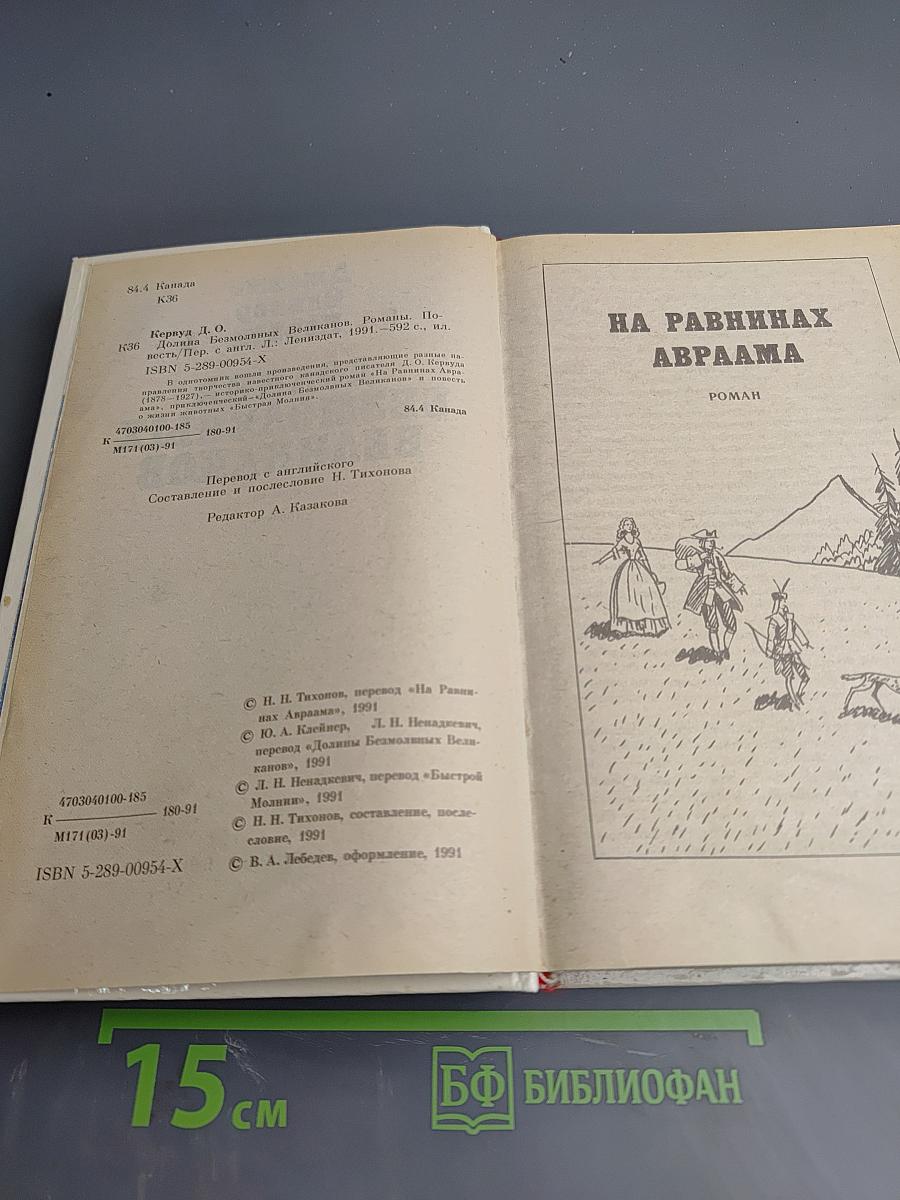 84.4 Канада
К36
Кервуд Д. О.
К36 Долина Безмолвных Великанов. Романы. По-
весть/Пер. с англ. Л.: Лениздат, 1991.—592 с., ил.
ISBN 5-289-00954-X
В однотомник вошли произведения, представляющие разные на-
правления творчества известного канадского писателя Д. О. Кервуда
(1878—1927),— историко-приключенческий роман «На Равнинах Авра-
ама», приключенческий—«Долина Безмолвных Великанов» и повесть
о жизни животных «Быстрая Молния».
84.4 Канада
4703040100-185
К 180-91
М171(03)-91
Перевод с английского
Составление и послесловие Н. Тихонова
Редактор А. Казакова
© Н. Н. Тихонов, перевод «На Равни-
нах Авраама», 1991
© Ю. А. Клейнер, Л. Н. Ненадкевич,
перевод «Долины Безмолвных Вели-
канов», 1991
© Л. Н. Ненадкевич, перевод «Быстрой
Молнии», 1991
© Н. Н. Тихонов, составление, после-
словие, 1991
© В. А. Лебедев, оформление, 1991
4703040100-185
К 180-91
М171(03)-91
ISBN 5-289-00954-X
НА РАВНИНАХ
АВРААМА
РОМАН
15 см
БФ БИБЛИОФАН